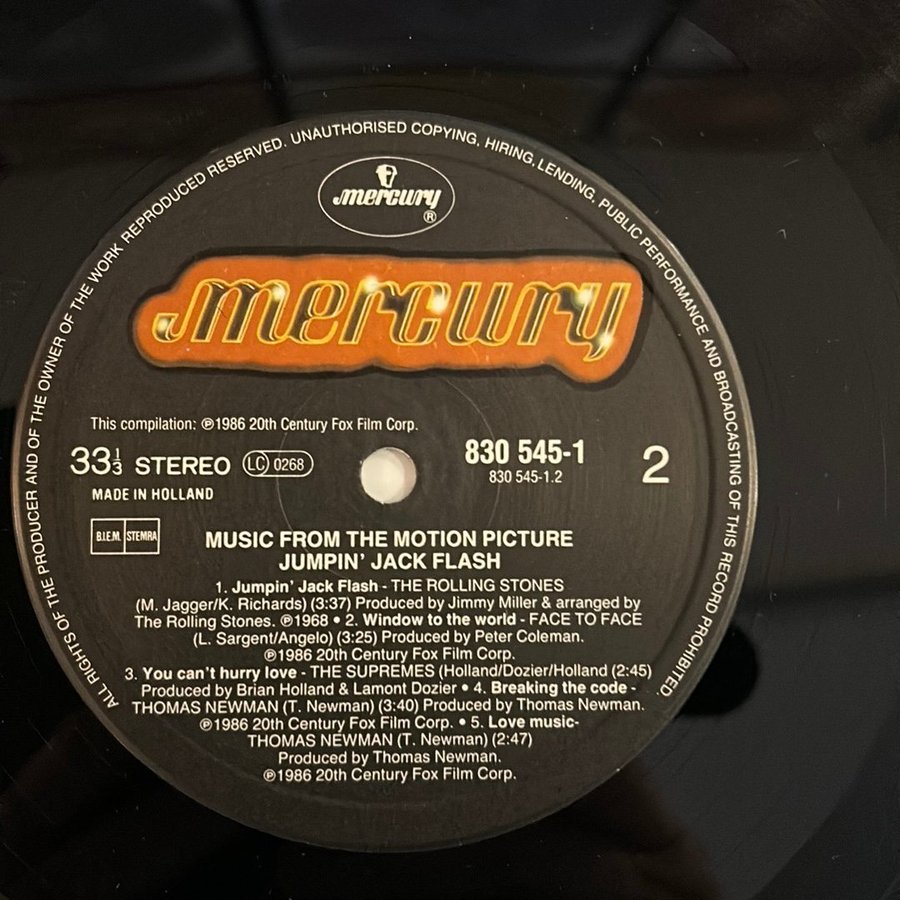 ALL RIGHTS OF THE PRODUCER AND OF THE OWNER OF THE WORK REPRODUCED RESERVED. UNAUTHORISED COPYING, HIRING, LENDING, PUBLIC PERFORMANCE AND BROADCASTING OF THIS RECORD PROHIBITED
mercury ®
mercury
This compilation: ℗1986 20th Century Fox Film Corp.
33⅓ STEREO LC 0268
830 545-1
2
830 545-1.2
MADE IN HOLLAND
B.I.E.M. STEMRA
MUSIC FROM THE MOTION PICTURE
JUMPIN' JACK FLASH
1. Jumpin' Jack Flash - THE ROLLING STONES
(M. Jagger/K. Richards) (3:37) Produced by Jimmy Miller & arranged by
The Rolling Stones. ℗1968 • 2. Window to the world - FACE TO FACE
(L. Sargent/Angelo) (3:25) Produced by Peter Coleman.
℗1986 20th Century Fox Film Corp.
3. You can't hurry love - THE SUPREMES (Holland/Dozier/Holland (2:45)
Produced by Brian Holland & Lamont Dozier • 4. Breaking the code -
THOMAS NEWMAN (T. Newman) (3:40) Produced by Thomas Newman.
℗1986 20th Century Fox Film Corp. • 5. Love music-
THOMAS NEWMAN (T. Newman) (2:47)
Produced by Thomas Newman.
℗1986 20th Century Fox Film Corp.